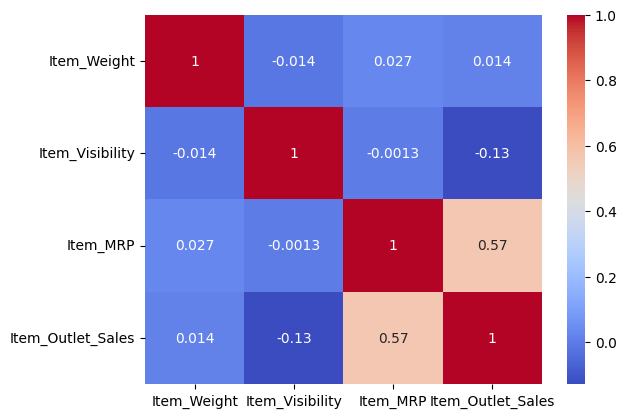 Item_Weight 1 -0.014 0.027 0.014
Item_Visibility -0.014 1 -0.0013 -0.13
Item_MRP 0.027 -0.0013 1 0.57
Item_Outlet_Sales 0.014 -0.13 0.57 1
Item_Weight Item_Visibility Item_MRP Item_Outlet_Sales
1.0
0.8
0.6
0.4
0.2
0.0